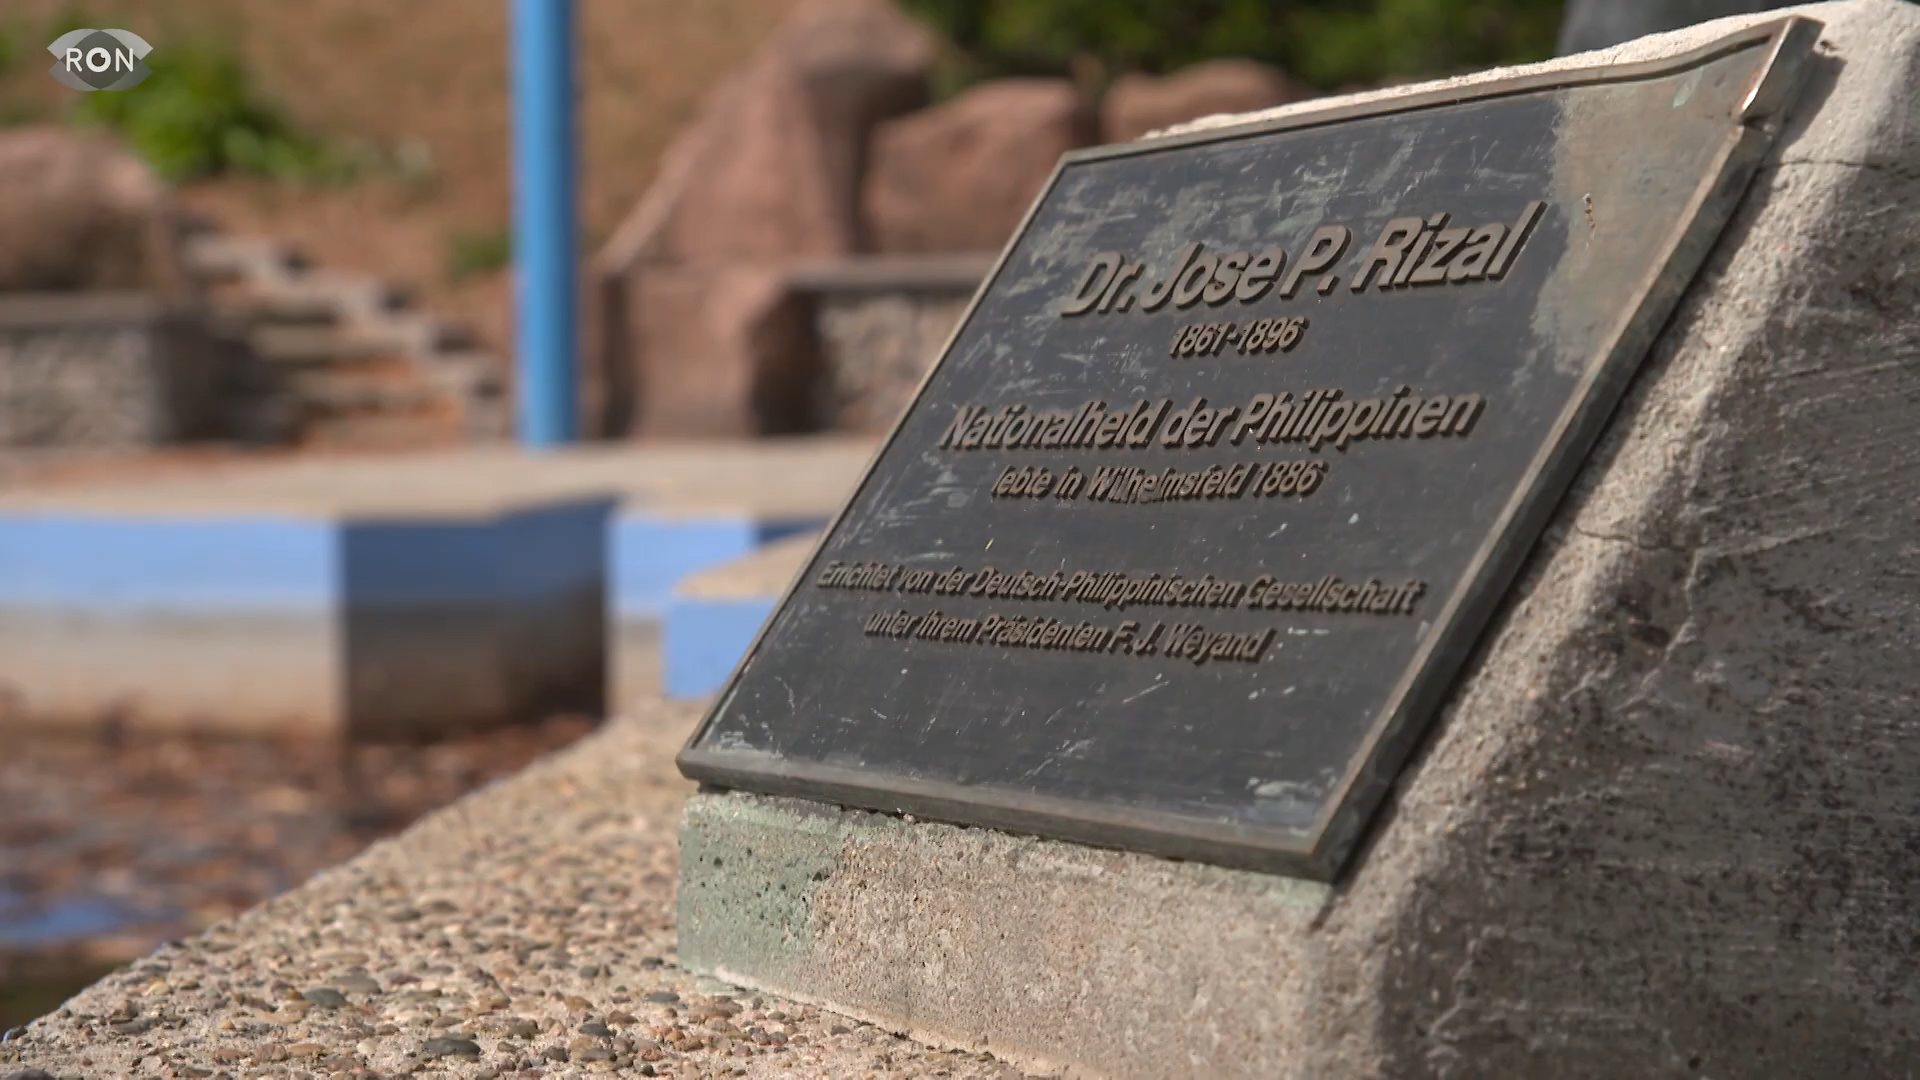 RON
Dr. Jose P. Rizal
1861-1896
Nationalheld der Philippinen
lebte in Wilhelmsfeld 1886
Errichtet von der Deutsch-Philippinischen Gesellschaft
unter ihrem Präsidenten F. J. Weyand